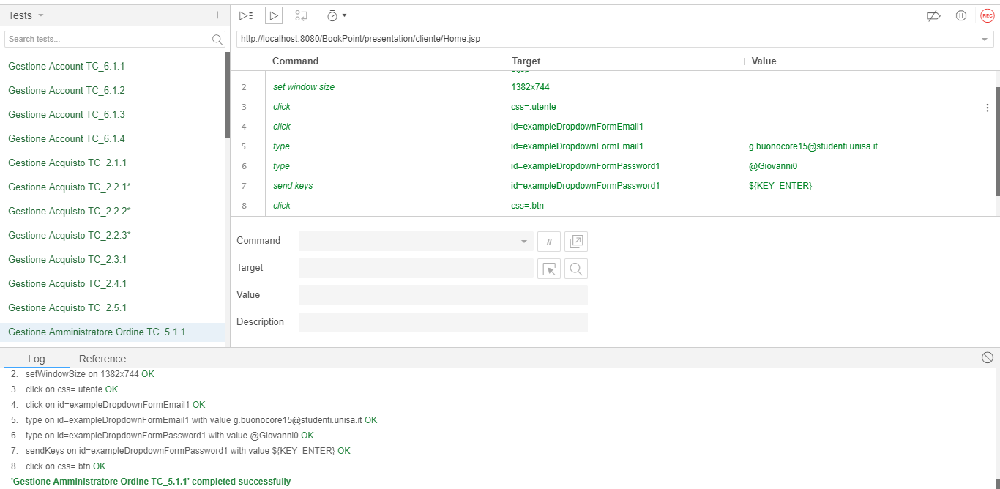 Tests
Search tests...
Gestione Account TC_6.1.1
Gestione Account TC_6.1.2
Gestione Account TC_6.1.3
Gestione Account TC_6.1.4
Gestione Acquisto TC_2.1.1
Gestione Acquisto TC_2.2.1*
Gestione Acquisto TC_2.2.2*
Gestione Acquisto TC_2.2.3*
Gestione Acquisto TC_2.3.1
Gestione Acquisto TC_2.4.1
Gestione Acquisto TC_2.5.1
Gestione Amministratore Ordine TC_5.1.1
REC
http://localhost:8080/BookPoint/presentation/cliente/Home.jsp
Command Target Value
2 set window size 1382x744
3 click css=.utente
4 click id=exampleDropdownFormEmail1
5 type id=exampleDropdownFormEmail1 g.buonocore15@studenti.unisa.it
6 type id=exampleDropdownFormPassword1 @Giovanni0
7 send keys id=exampleDropdownFormPassword1 ${KEY_ENTER}
8 click css=.btn
Command //
Target
Value
Description
Log Reference
2. setWindowSize on 1382x744 OK
3. click on css=.utente OK
4. click on id=exampleDropdownFormEmail1 OK
5. type on id=exampleDropdownFormEmail1 with value g.buonocore15@studenti.unisa.it OK
6. type on id=exampleDropdownFormPassword1 with value @Giovanni0 OK
7. sendKeys on id=exampleDropdownFormPassword1 with value ${KEY_ENTER} OK
8. click on css=.btn OK
'Gestione Amministratore Ordine TC_5.1.1' completed successfully